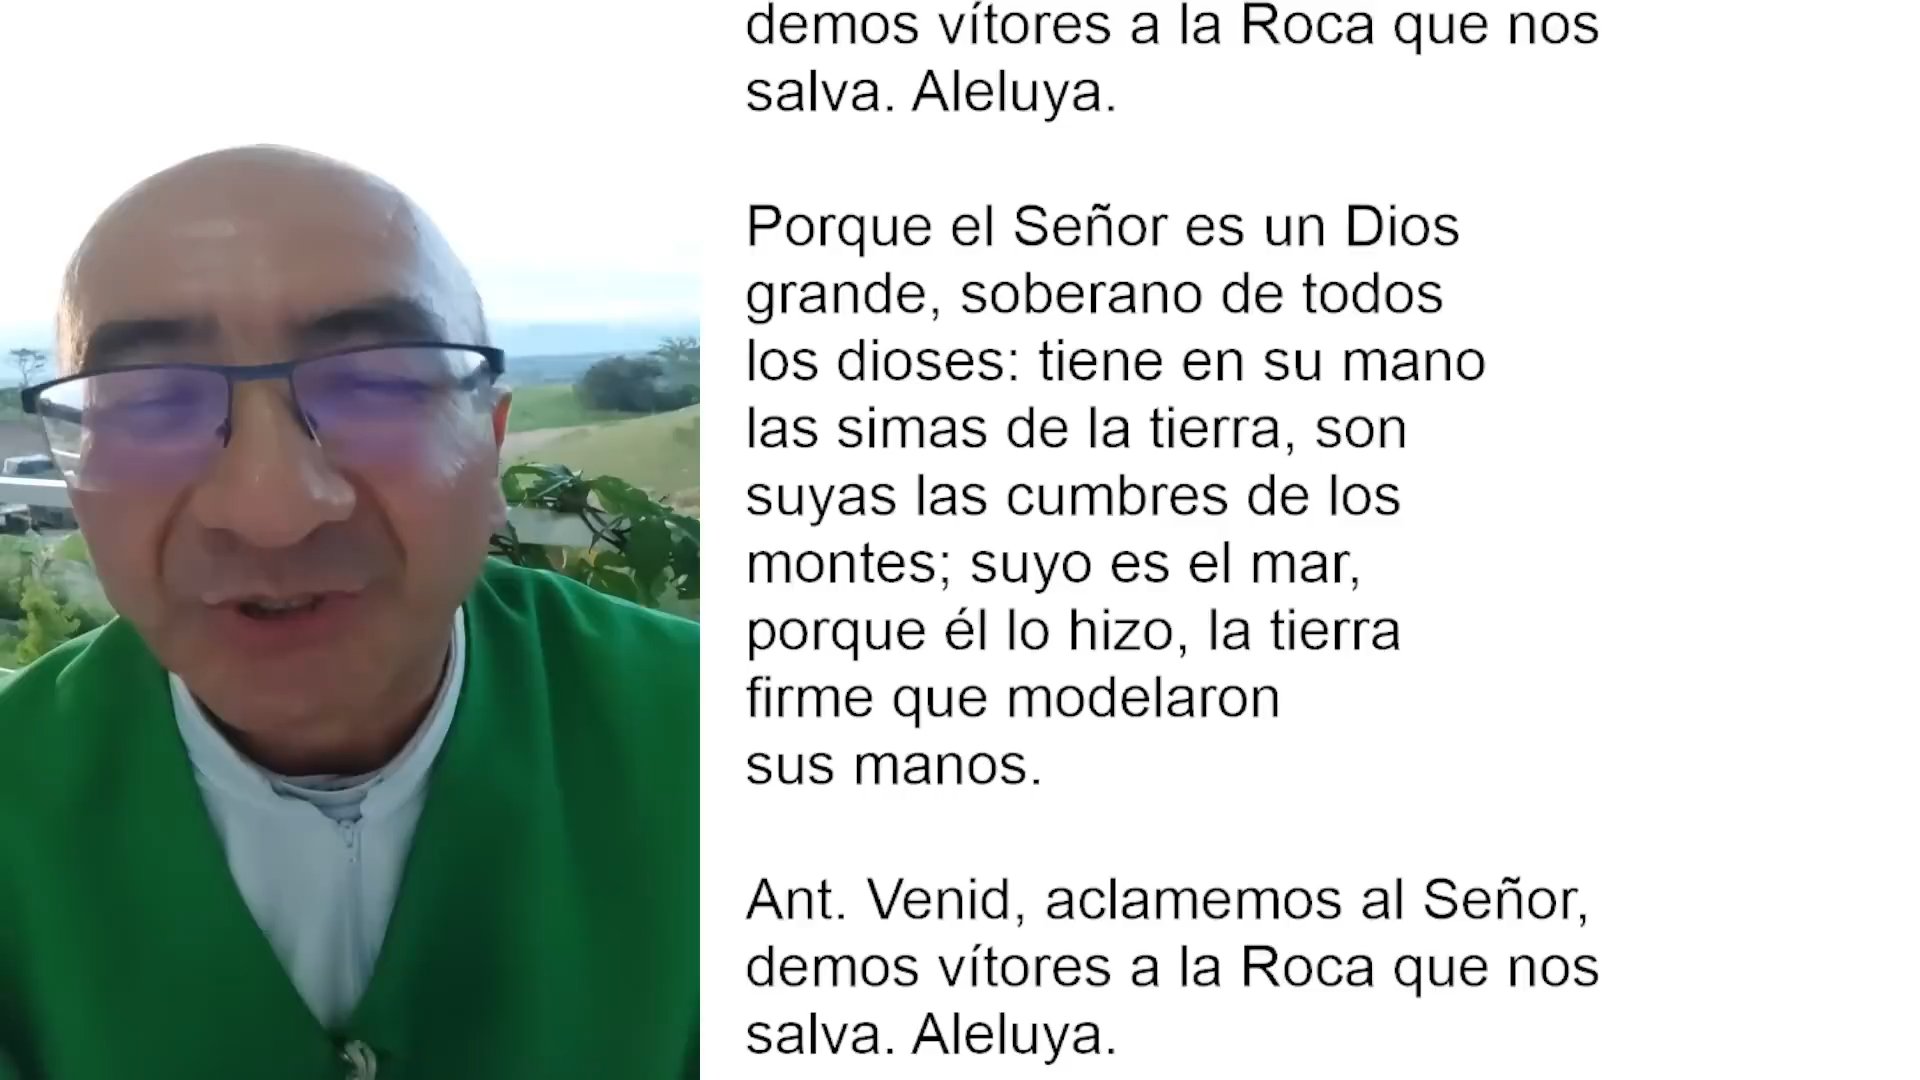 demos vítores a la Roca que nos
salva. Aleluya.
Porque el Señor es un Dios
grande, soberano de todos
los dioses: tiene en su mano
las simas de la tierra, son
suyas las cumbres de los
montes; suyo es el mar,
porque él lo hizo, la tierra
firme que modelaron
sus manos.
Ant. Venid, aclamemos al Señor,
demos vítores a la Roca que nos
salva. Aleluya.